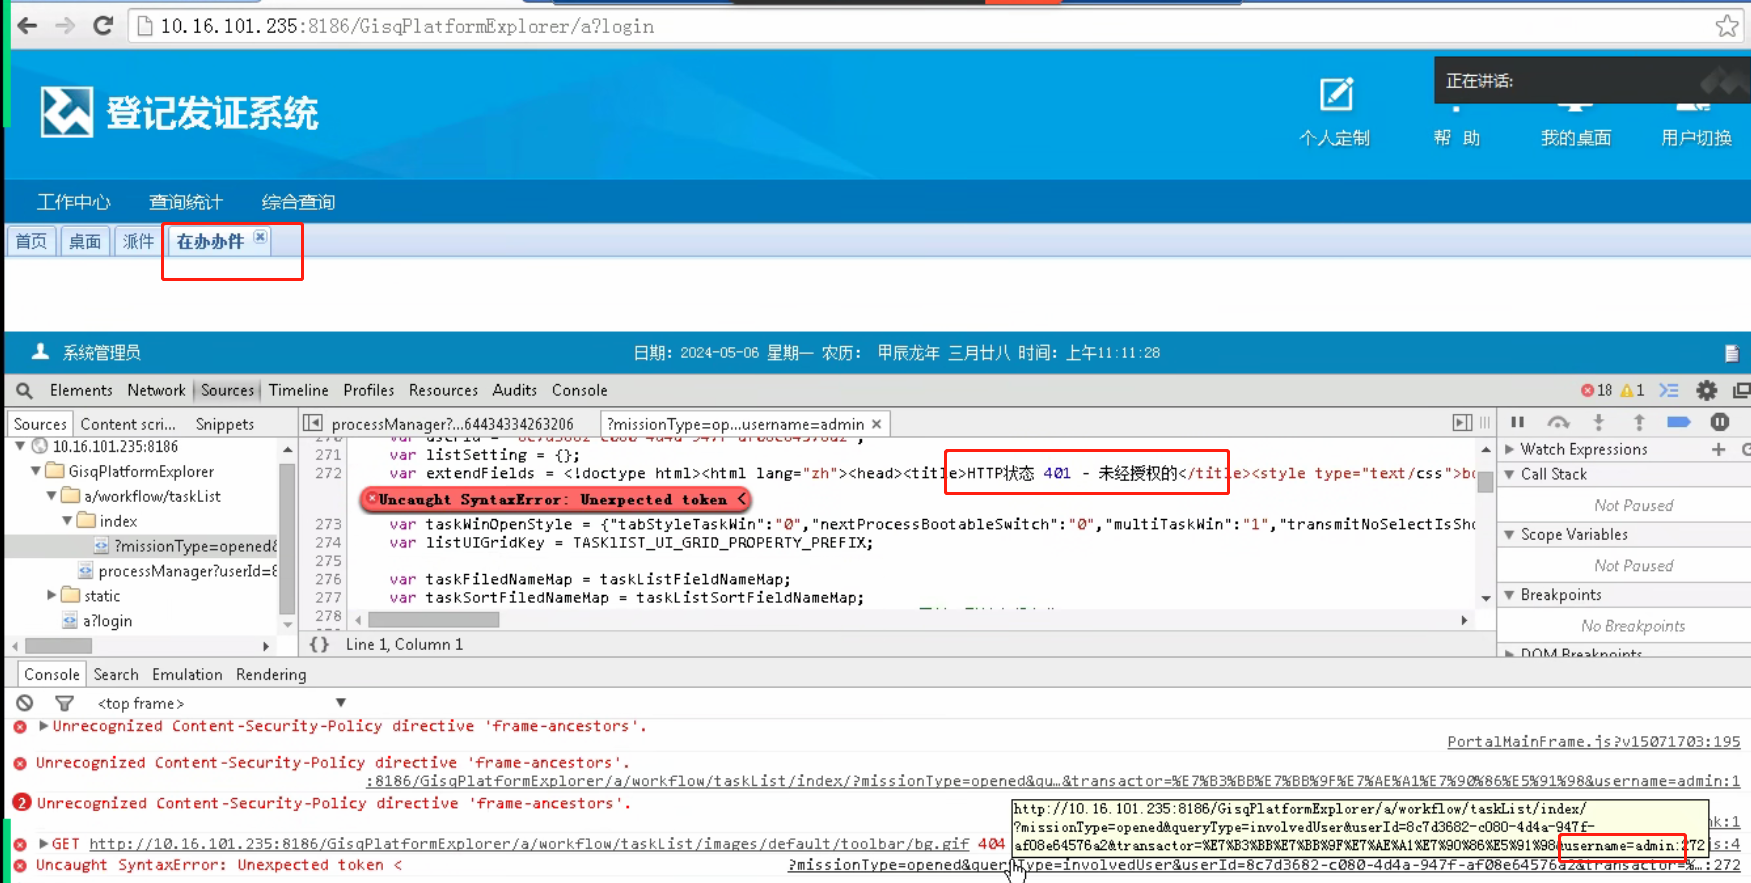 10.16.101.235:8186/GisqPlatformExplorer/a?login
正在讲话:
登记发证系统
个人定制
帮 助
我的桌面
用户切换
工作中心
查询统计
综合查询
首页
桌面
派件
在办办件
系统管理员
日期: 2024-05-06 星期一 农历: 甲辰龙年 三月廿八 时间: 上午11:11:28
Elements Network Sources Timeline Profiles Resources Audits Console
18 1
Sources Content scri... Snippets
processManager?...64434334263206
?missionType=op...username=admin
10.16.101.235:8186
GisqPlatformExplorer
a/workflow/taskList
index
?missionType=opened&
processManager?userId=8
static
a?login
271 var listSetting = {};
272 var extendFields = <!doctype html><html lang="zh"><head><title>HTTP状态 401 - 未经授权的</title><style type="text/css">bo
Uncaught SyntaxError: Unexpected token <
273 var taskWinOpenStyle = {"tabStyleTaskWin":"0","nextProcessBootableSwitch":"0","multiTaskWin":"1","transmitNoSelectIsSho
274 var listUIGridKey = TASKlIST_UI_GRID_PROPERTY_PREFIX;
275
276 var taskFiledNameMap = taskListFieldNameMap;
277 var taskSortFiledNameMap = taskListSortFieldNameMap;
278
{} Line 1, Column 1
Watch Expressions
Call Stack
Not Paused
Scope Variables
Not Paused
Breakpoints
No Breakpoints
DOM Breakpoints
Console Search Emulation Rendering
<top frame>
Unrecognized Content-Security-Policy directive 'frame-ancestors'.
PortalMainFrame.js?v15071703:195
Unrecognized Content-Security-Policy directive 'frame-ancestors'.
:8186/GisqPlatformExplorer/a/workflow/taskList/index/?missionType=opened&qu…&transactor=%E7%B3%BB%E7%BB%9F%E7%AE%A1%E7%90%86%E5%91%98&username=admin:1
2 Unrecognized Content-Security-Policy directive 'frame-ancestors'.
http://10.16.101.235:8186/GisqPlatformExplorer/a/workflow/taskList/index/
?missionType=opened&queryType=involvedUser&userId=8c7d3682-c080-4d4a-947f-
af08e64576a2&transactor=%E7%B3%BB%E7%BB%9F%E7%AE%A1%E7%90%86%E5%91%98&username=admin:272
nk:1
GET http://10.16.101.235:8186/GisqPlatformExplorer/a/workflow/taskList/images/default/toolbar/bg.gif 404
js:4
Uncaught SyntaxError: Unexpected token <
?missionType=opened&queryType=involvedUser&userId=8c7d3682-c080-4d4a-947f-af08e64576a2&transactor=%…:272